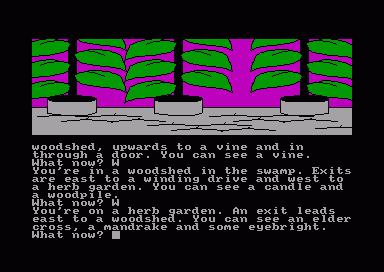 woodshed, upwards to a vine and in
through a door. You can see a vine.
What now? W
You're in a woodshed in the swamp. Exits
are east to a winding drive and west to
a herb garden. You can see a candle and
a woodpile.
What now? W
You're on a herb garden. An exit leads
east to a woodshed. You can see an elder
cross, a mandrake and some eyebright.
What now?